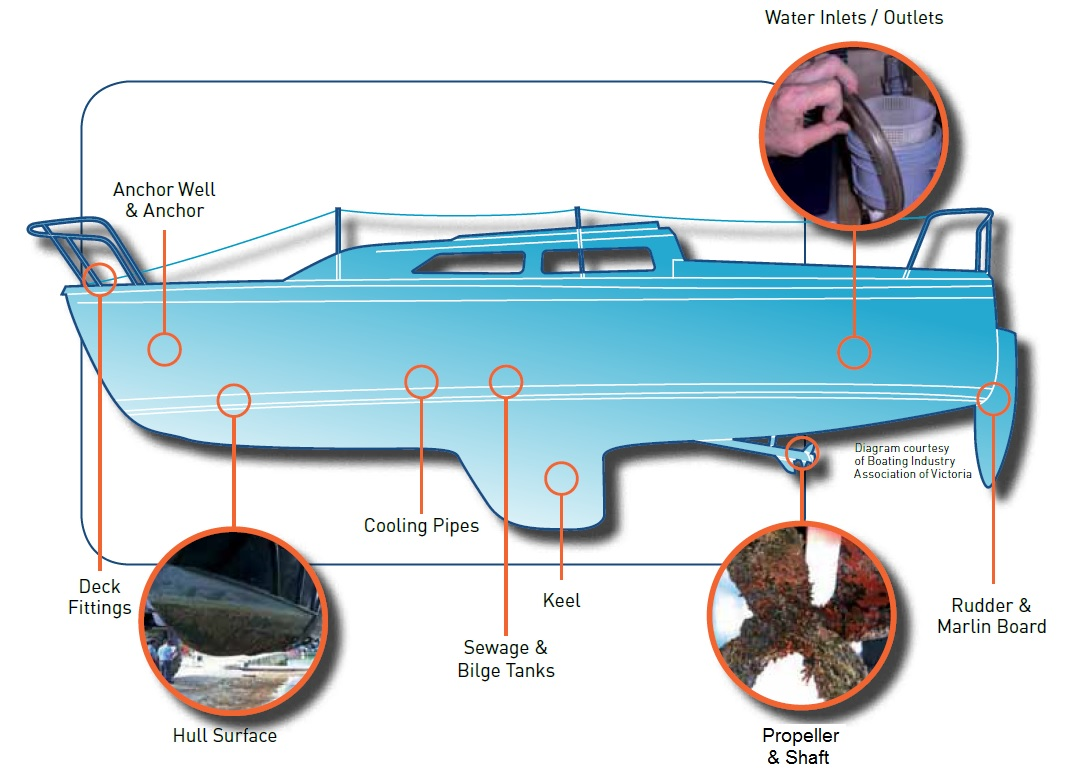 Water Inlets / Outlets
Anchor Well
& Anchor
Diagram courtesy
of Boating Industry
Association of Victoria
Cooling Pipes
Deck
Fittings
Keel
Rudder &
Marlin Board
Sewage &
Bilge Tanks
Hull Surface
Propeller
& Shaft